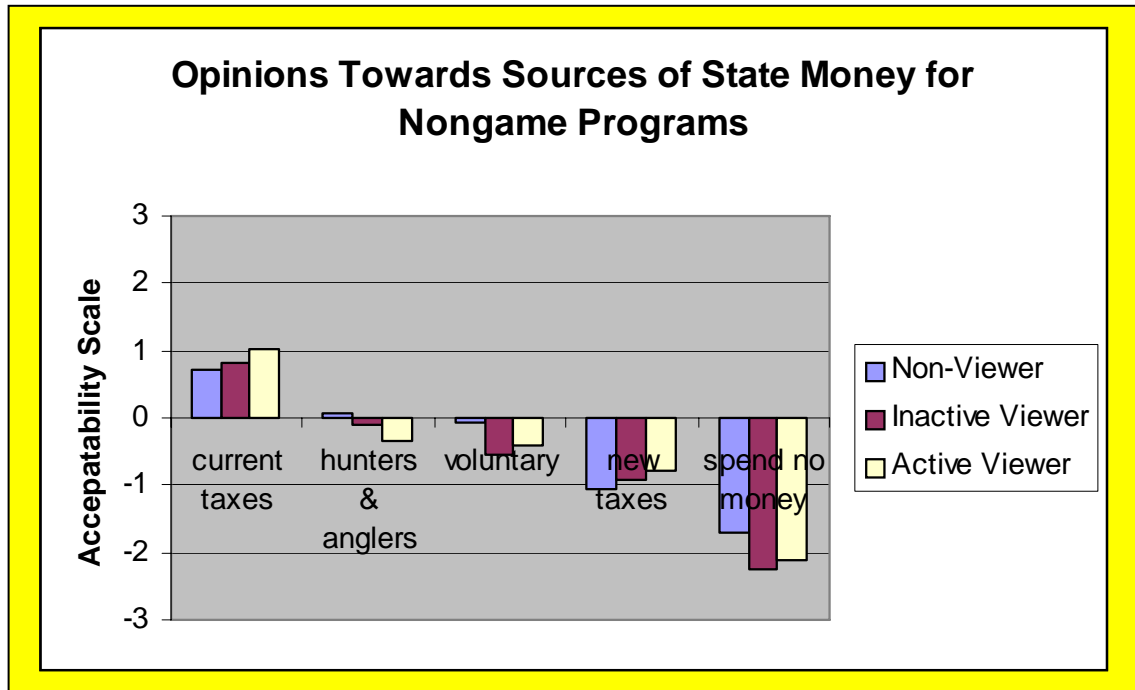 Opinions Towards Sources of State Money for
Nongame Programs
Accepatability Scale
3
2
1
0
-1
-2
-3
current
taxes
hunters
&
anglers
voluntary
new
taxes
spend no
money
Non-Viewer
Inactive Viewer
Active Viewer